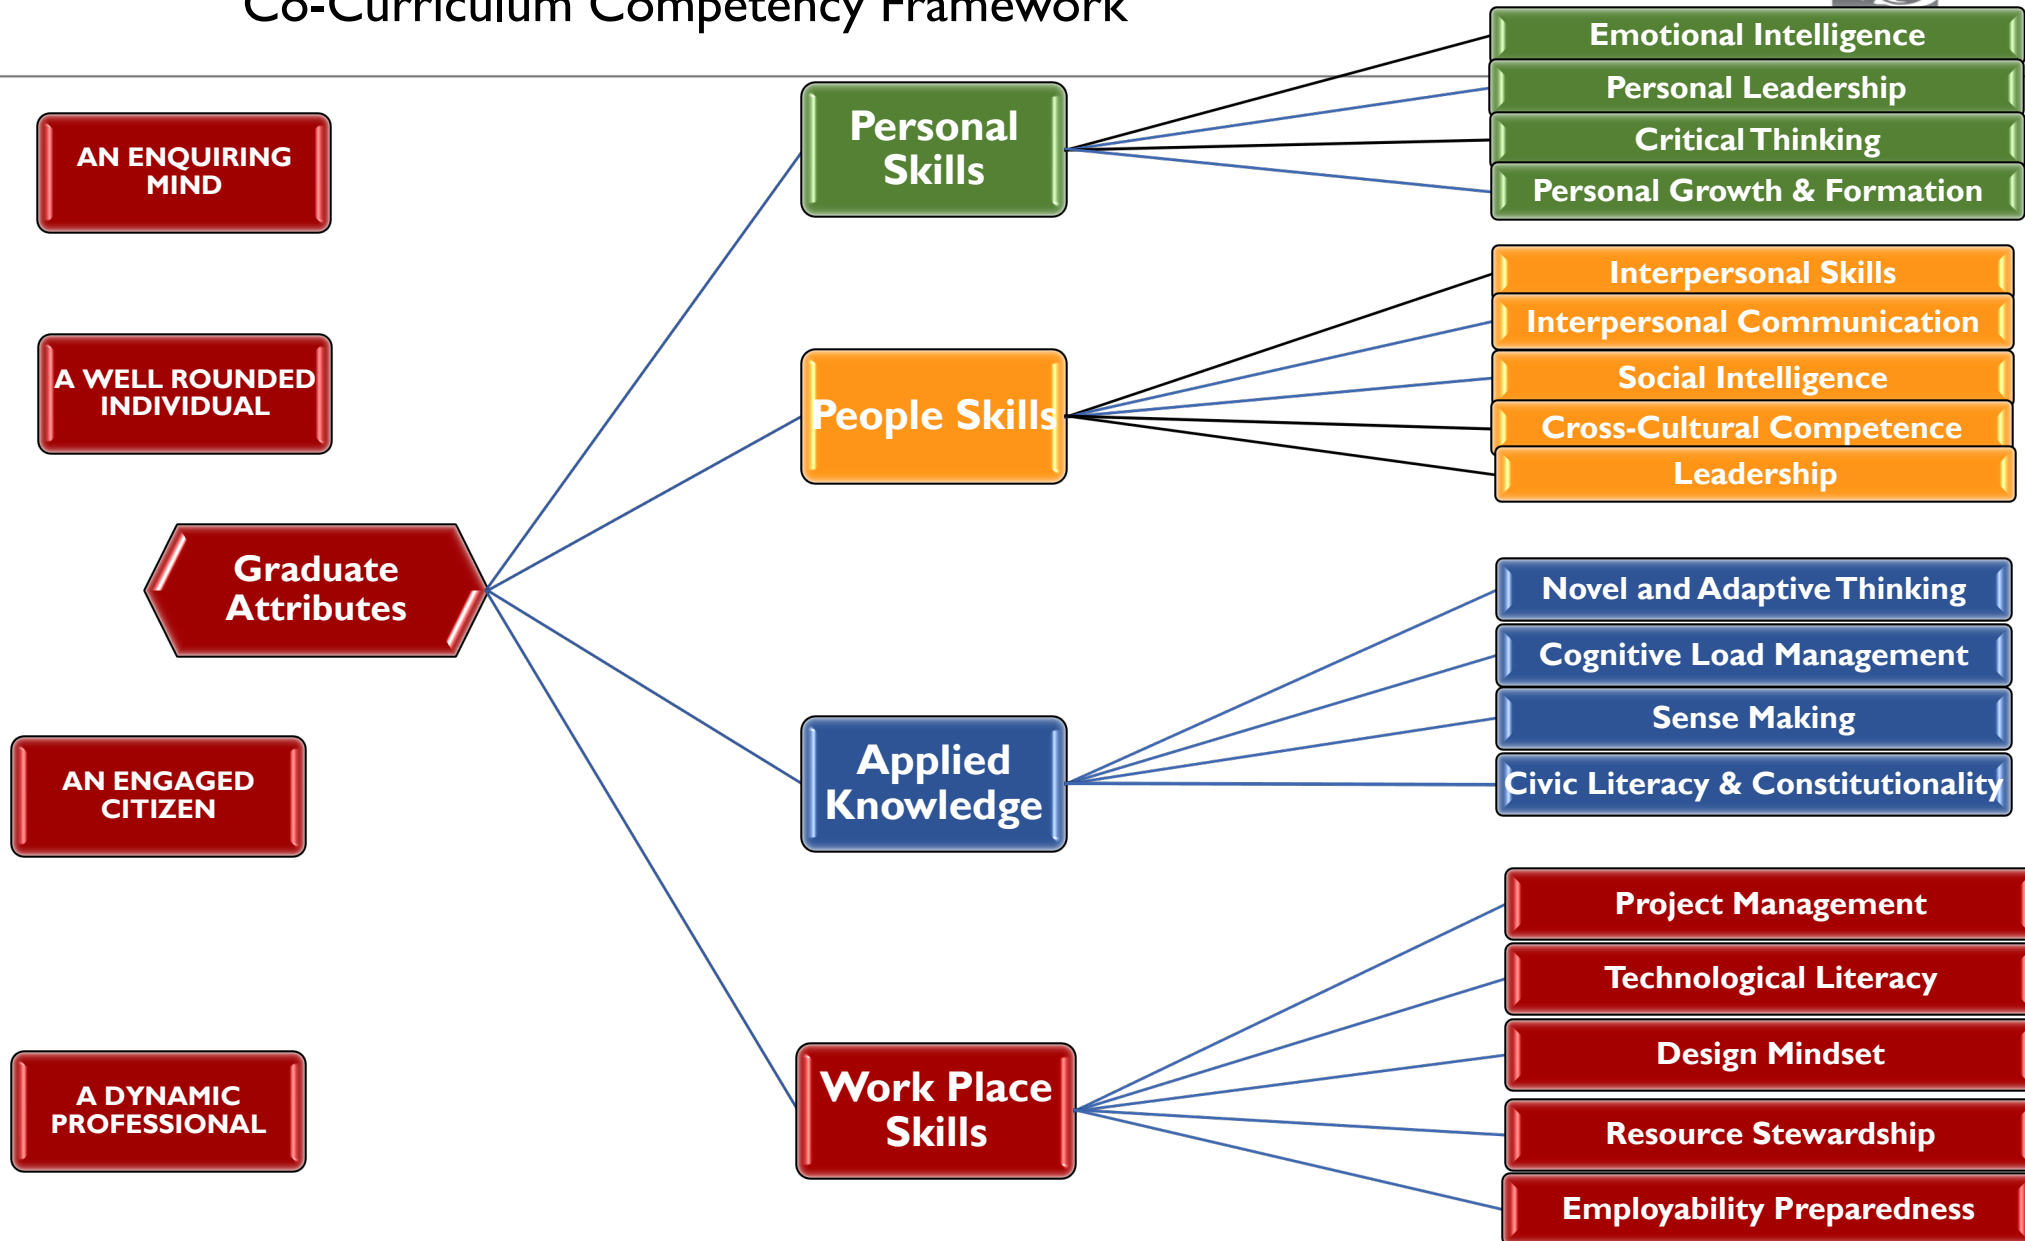 Co-Curriculum Competency Framework
AN ENQUIRING
MIND
A WELL ROUNDED
INDIVIDUAL
Graduate
Attributes
AN ENGAGED
CITIZEN
A DYNAMIC
PROFESSIONAL
Personal
Skills
People Skills
Applied
Knowledge
Work Place
Skills
Emotional Intelligence
Personal Leadership
Critical Thinking
Personal Growth & Formation
Interpersonal Skills
Interpersonal Communication
Social Intelligence
Cross-Cultural Competence
Leadership
Novel and Adaptive Thinking
Cognitive Load Management
Sense Making
Civic Literacy & Constitutionality
Project Management
Technological Literacy
Design Mindset
Resource Stewardship
Employability Preparedness